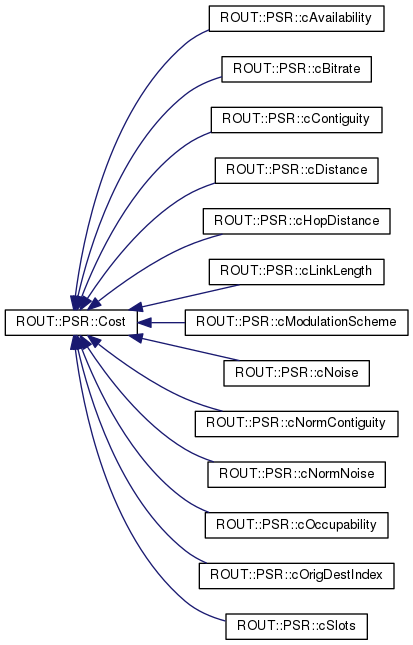 ROUT::PSR::cAvailability
ROUT::PSR::cBitrate
ROUT::PSR::cContiguity
ROUT::PSR::cDistance
ROUT::PSR::cHopDistance
ROUT::PSR::cLinkLength
ROUT::PSR::Cost
ROUT::PSR::cModulationScheme
ROUT::PSR::cNoise
ROUT::PSR::cNormContiguity
ROUT::PSR::cNormNoise
ROUT::PSR::cOccupability
ROUT::PSR::cOrigDestIndex
ROUT::PSR::cSlots